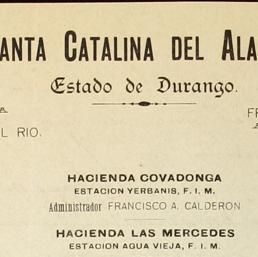 ANTA CATALINA DEL ALA
Estado de Durango.
FR
L RIO.
HACIENDA COVADONGA
ESTACION YERBANIS, F. I. M.
Administrador FRANCISCO A. CALDERON
HACIENDA LAS MERCEDES
ESTACION AGUA VIEJA, F. I. M.